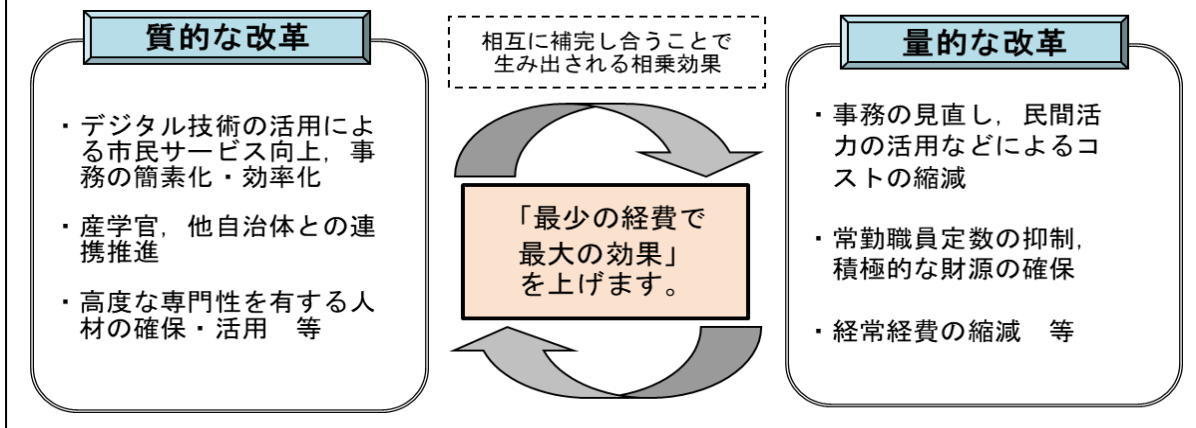 質的な改革
・デジタル技術の活用によ
る市民サービス向上，事
務の簡素化・効率化
・産学官，他自治体との連
携推進
・高度な専門性を有する人
材の確保・活用　等
相互に補完し合うことで
生み出される相乗効果
「最少の経費で
最大の効果」
を上げます。
量的な改革
・事務の見直し，民間活
力の活用などによるコ
ストの縮減
・常勤職員定数の抑制，
積極的な財源の確保
・経常経費の縮減　等